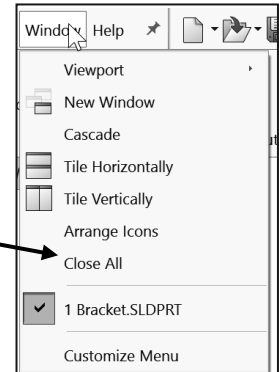 Window Help
Viewport
New Window
Cascade
Tile Horizontally
Tile Vertically
Arrange Icons
Close All
1 Bracket.SLDPRT
Customize Menu